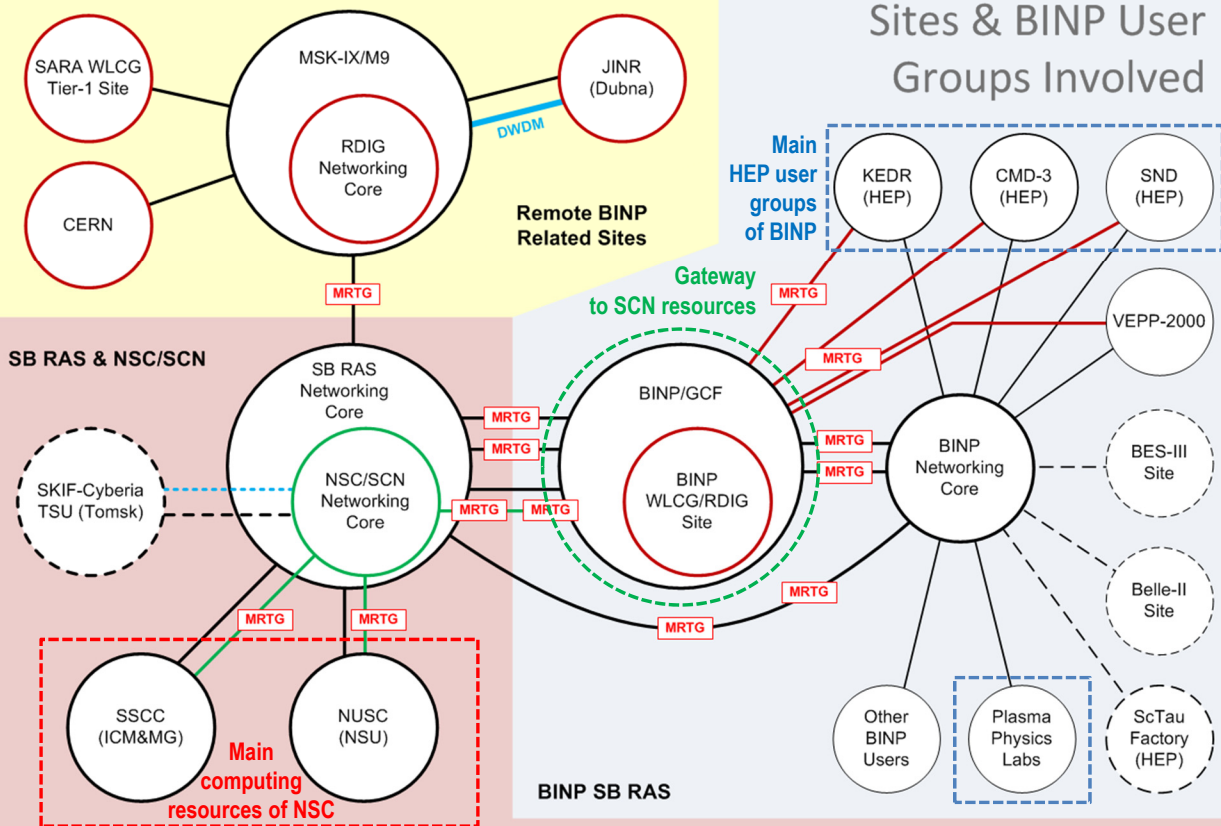 Sites & BINP User
Groups Involved
SARA WLCG
Tier-1 Site
MSK-IX/M9
JINR
(Dubna)
DWDM
RDIG
Networking
Core
CERN
Remote BINP
Related Sites
MRTG
Main
HEP user
groups
of BINP
KEDR
(HEP)
CMD-3
(HEP)
SND
(HEP)
Gateway
to SCN resources
MRTG
VEPP-2000
MRTG
SB RAS & NSC/SCN
SB RAS
Networking
Core
BINP/GCF
MRTG
MRTG
MRTG
MRTG
BINP
Networking
Core
BES-III
Site
SKIF-Cyberia
TSU (Tomsk)
NSC/SCN
Networking
Core
MRTG
MRTG
BINP
WLCG/RDIG
Site
MRTG
MRTG
MRTG
Belle-II
Site
SSCC
(ICM&MG)
NUSC
(NSU)
Main
computing
resources of NSC
Other
BINP
Users
Plasma
Physics
Labs
ScTau
Factory
(HEP)
BINP SB RAS